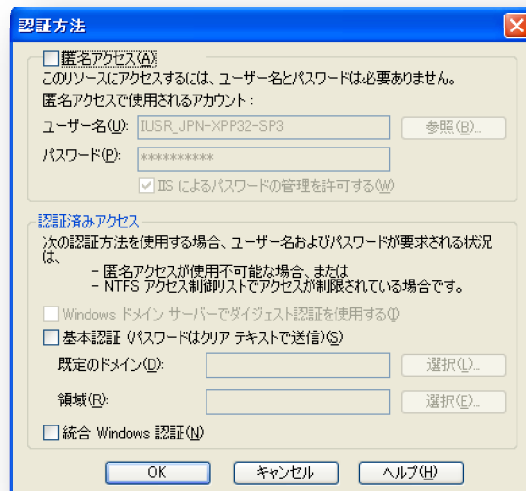 認証方法
匿名アクセス(A)
このリソースにアクセスするには、ユーザー名とパスワードは必要ありません。
匿名アクセスで使用されるアカウント:
ユーザー名(U): IUSR_JPN-XPP32-SP3 参照(B)...
パスワード(P): **********
IIS によるパスワードの管理を許可する(W)
認証済みアクセス
次の認証方法を使用する場合、ユーザー名およびパスワードが要求される状況
は、
- 匿名アクセスが使用不可能な場合、または
- NTFS アクセス制御リストでアクセスが制限されている場合です。
Windows ドメイン サーバーでダイジェスト認証を使用する(I)
基本認証 (パスワードはクリア テキストで送信)(S)
既定のドメイン(D): 選択(L)...
領域(R): 選択(E)...
統合 Windows 認証(N)
OK キャンセル ヘルプ(H)